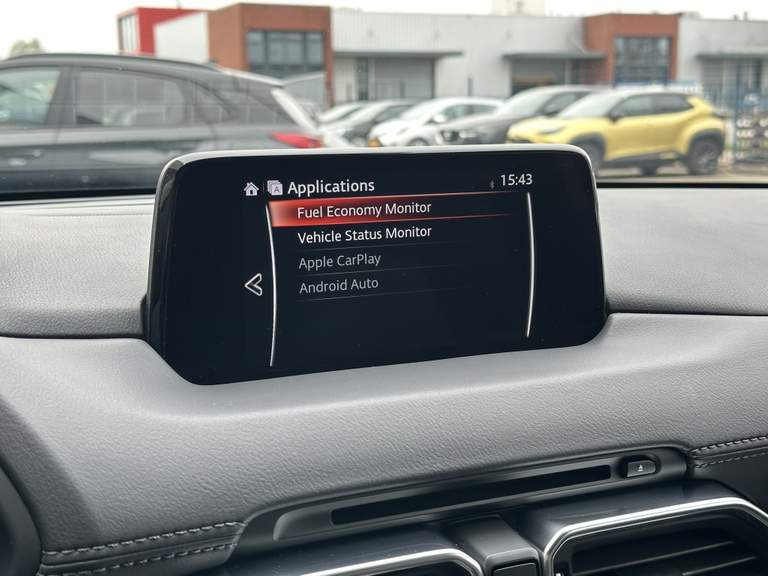 A Applications 15:43
Fuel Economy Monitor
Vehicle Status Monitor
Apple CarPlay
Android Auto